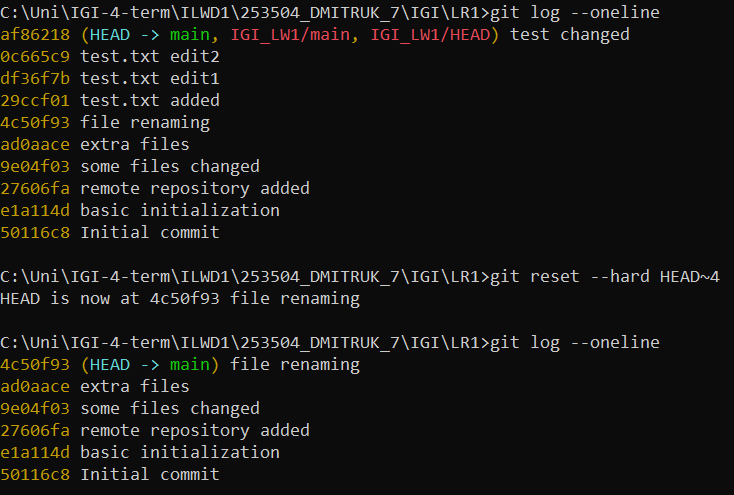 C:\Uni\IGI-4-term\ILWD1\253504_DMITRUK_7\IGI\LR1>git log --oneline
af86218 (HEAD -> main, IGI_LW1/main, IGI_LW1/HEAD) test changed
0c665c9 test.txt edit2
df36f7b test.txt edit1
29ccf01 test.txt added
4c50f93 file renaming
ad0aace extra files
9e04f03 some files changed
27606fa remote repository added
e1a114d basic initialization
50116c8 Initial commit
C:\Uni\IGI-4-term\ILWD1\253504_DMITRUK_7\IGI\LR1>git reset --hard HEAD~4
HEAD is now at 4c50f93 file renaming
C:\Uni\IGI-4-term\ILWD1\253504_DMITRUK_7\IGI\LR1>git log --oneline
4c50f93 (HEAD -> main) file renaming
ad0aace extra files
9e04f03 some files changed
27606fa remote repository added
e1a114d basic initialization
50116c8 Initial commit